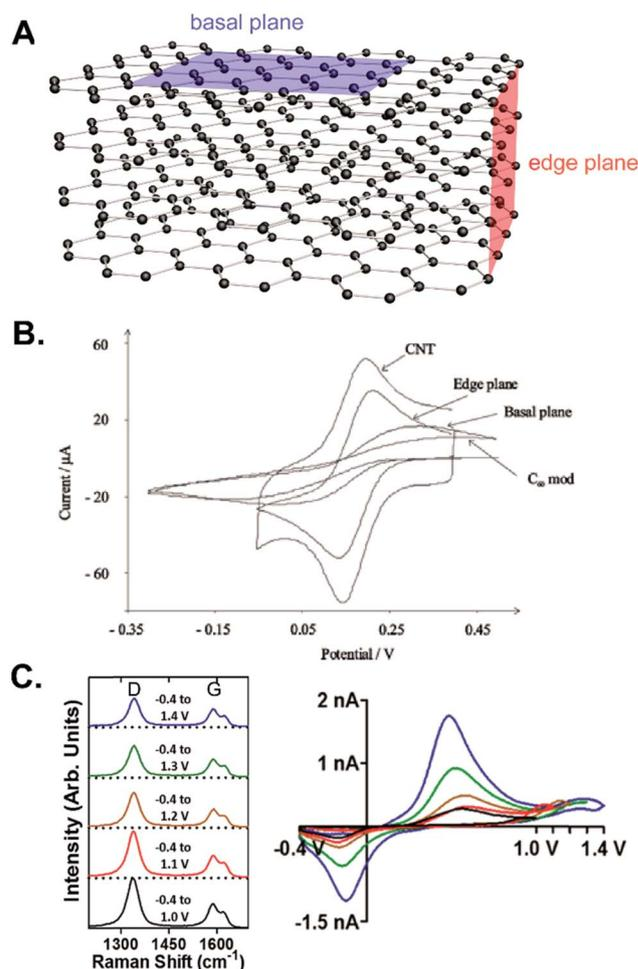 A
basal plane
edge plane
B.
60
20
- 20
- 60
Current / µA
CNT
Edge plane
Basal plane
C₆₀ mod
- 0.35
- 0.15
0.05
0.25
0.45
Potential / V
C.
Intensity (Arb. Units)
D
G
-0.4 to
1.4 V
-0.4 to
1.3 V
-0.4 to
1.2 V
-0.4 to
1.1 V
-0.4 to
1.0 V
1300
1450
1600
Raman Shift (cm⁻¹)
2 nA
1 nA
-0.4 V
1.0 V
1.4 V
-1.5 nA